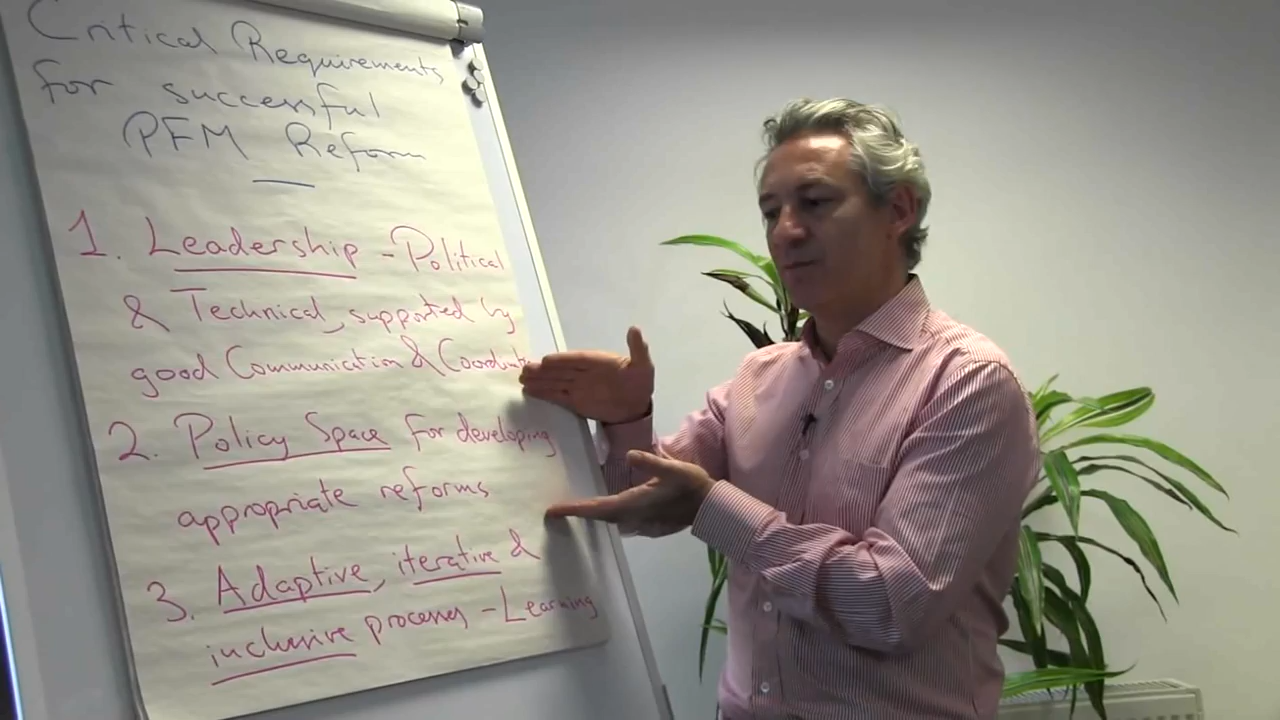 Critical Requirements
for successful
PFM Reform
1. Leadership - Political
& Technical, supported by
good Communication & Coordinat
2. Policy Space for developing
appropriate reforms
3. Adaptive, iterative &
inclusive processes - Learning